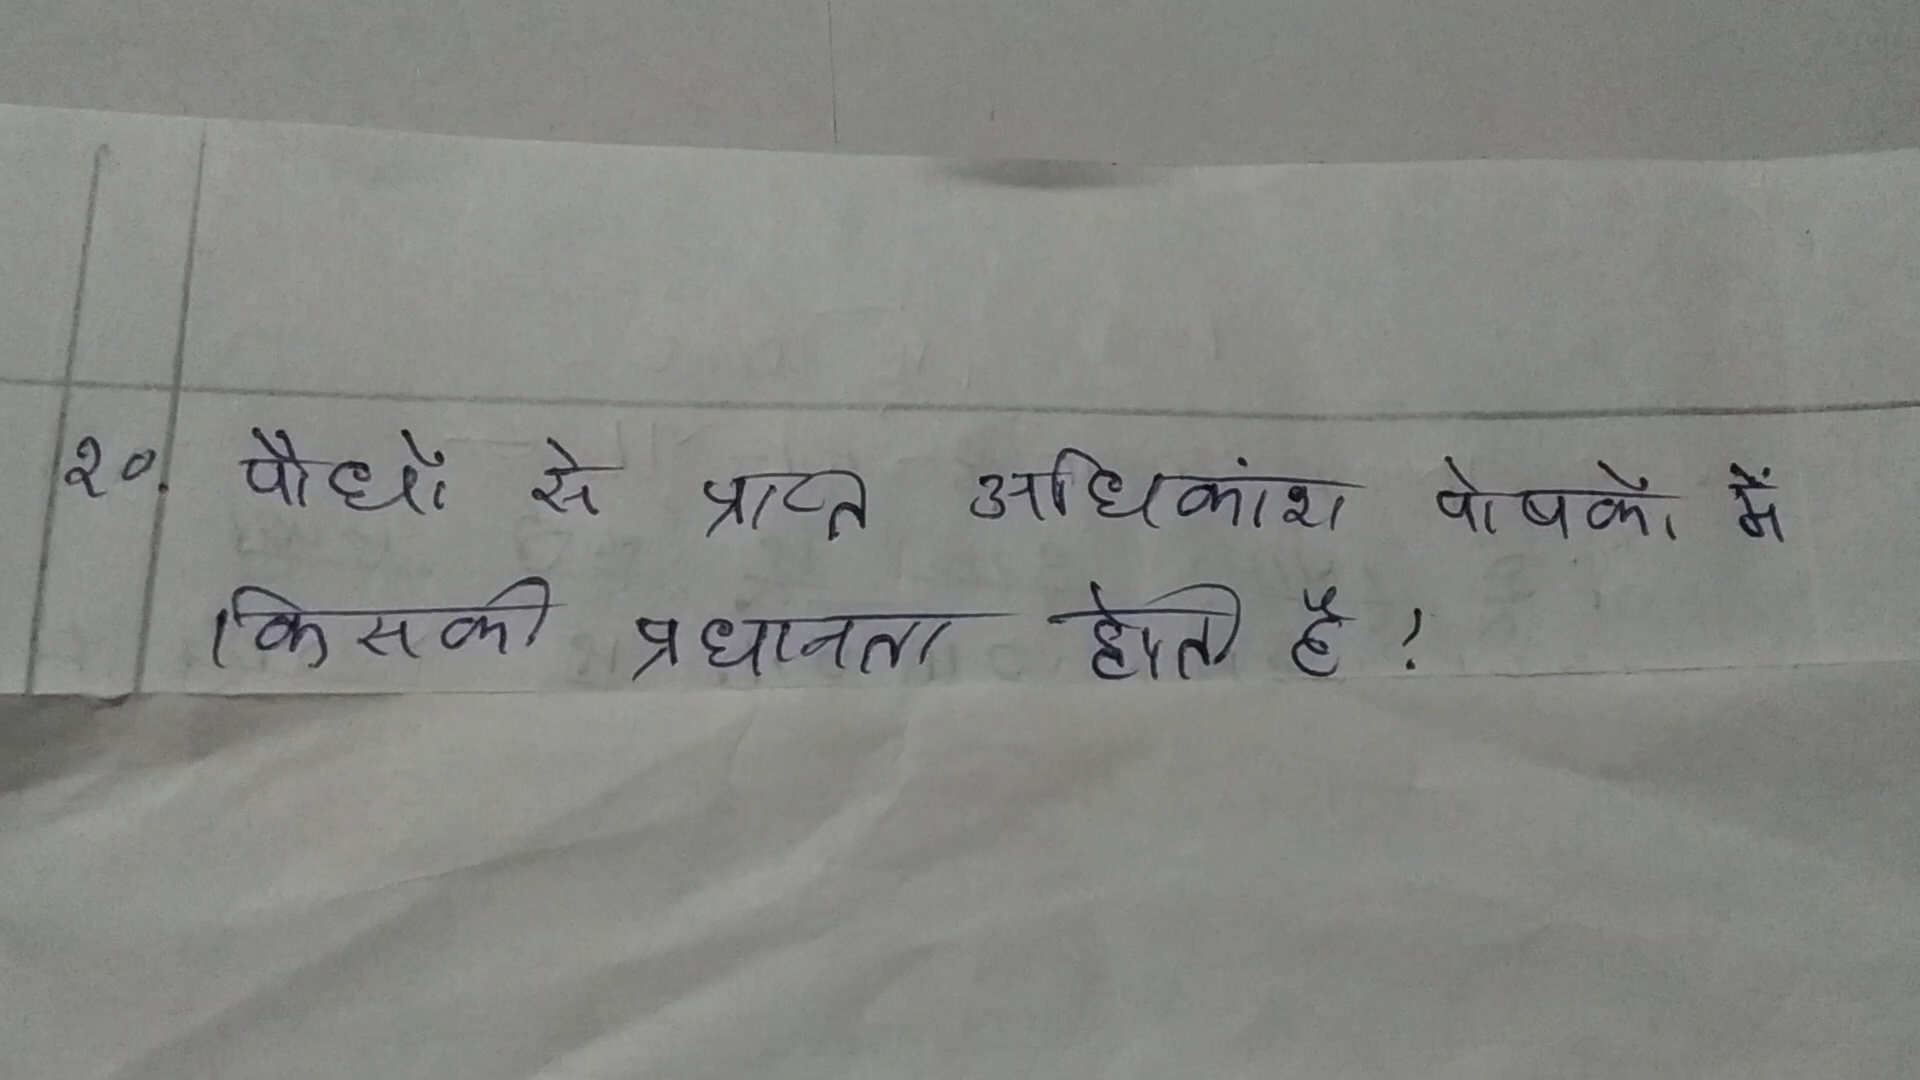 २०. पौधों से प्राप्त अधिकांश पोषकों में
किसकी प्रधानता होती है ?